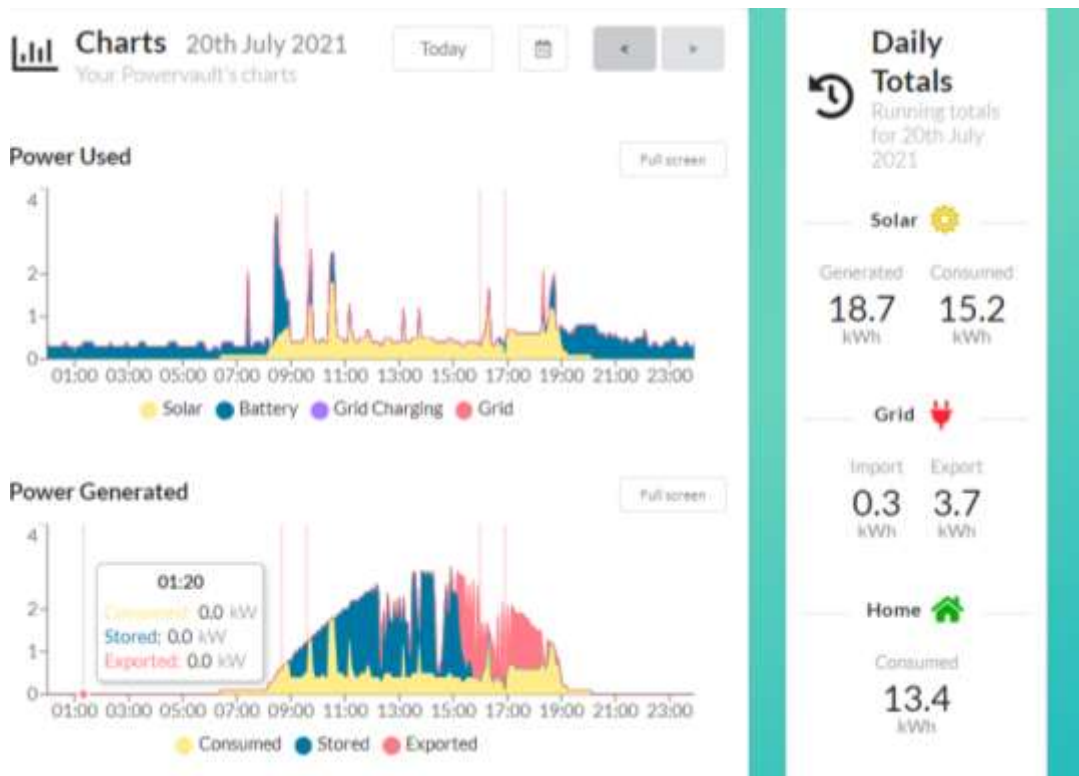 Charts 20th July 2021
Your Powervault's charts
Today
<
>
Power Used
Full screen
4
2
1
0
01:00 03:00 05:00 07:00 09:00 11:00 13:00 15:00 17:00 19:00 21:00 23:00
Solar Battery Grid Charging Grid
Power Generated
Full screen
4
2
1
0
01:20
Consumed: 0.0 kW
Stored: 0.0 kW
Exported: 0.0 kW
01:00 03:00 05:00 07:00 09:00 11:00 13:00 15:00 17:00 19:00 21:00 23:00
Consumed Stored Exported
Daily
Totals
Running totals
for 20th July
2021
Solar
Generated Consumed
18.7 15.2
kWh kWh
Grid
Import Export
0.3 3.7
kWh kWh
Home
Consumed
13.4
kWh